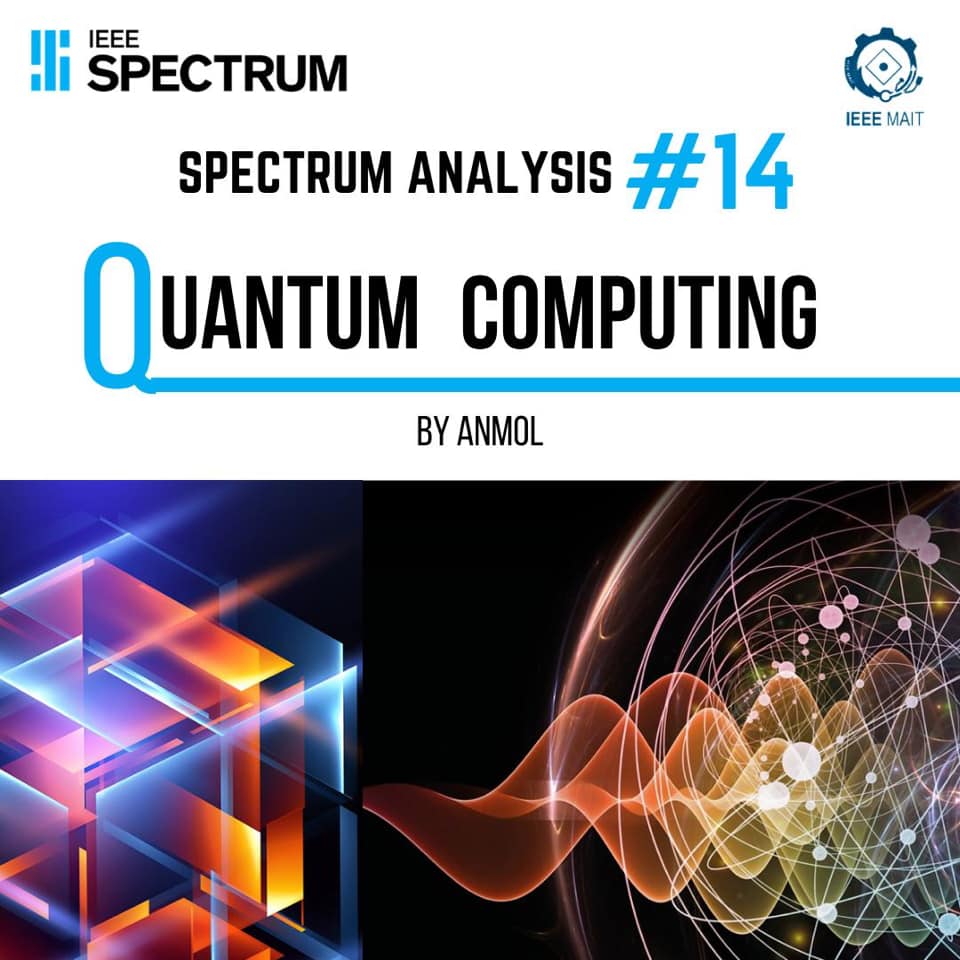 IEEE
SPECTRUM
IEEE MAIT
SPECTRUM ANALYSIS #14
QUANTUM COMPUTING
BY ANMOL